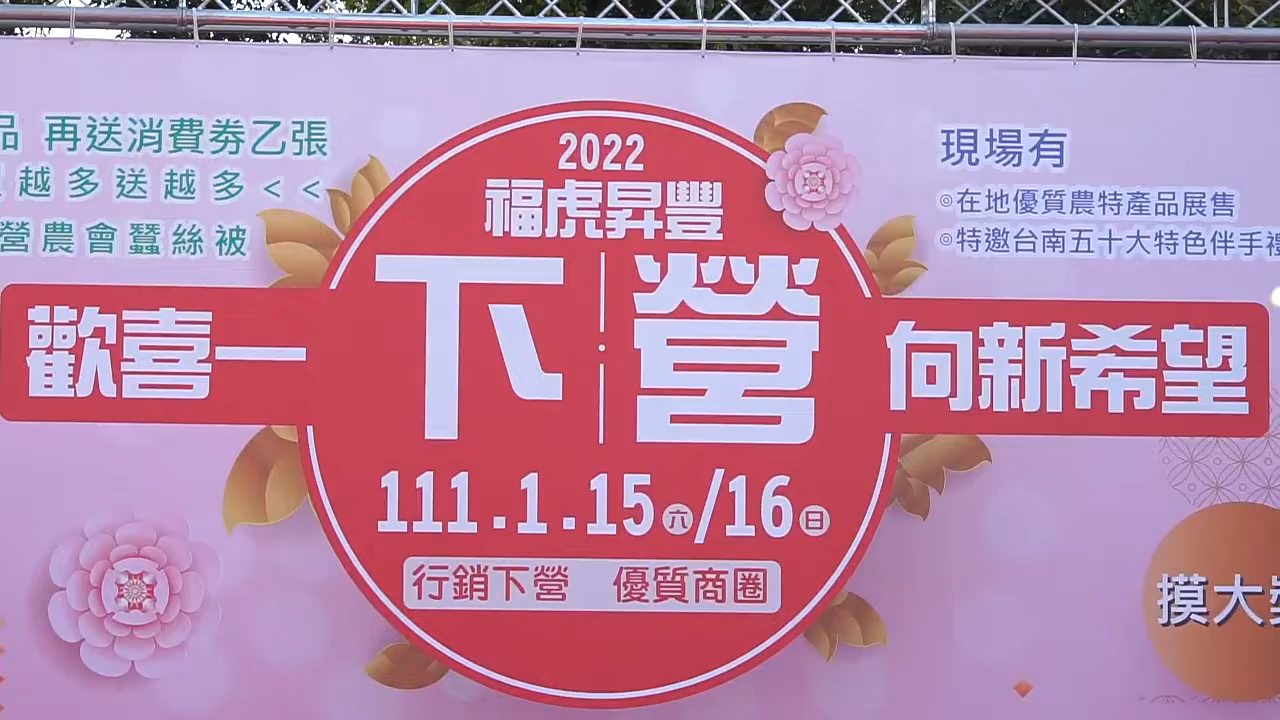 品 再送消費券乙張
越多送越多<<
營農會蠶絲被
2022
福虎昇豐
歡喜一下營向新希望
111.1.15㊅/16㊐
行銷下營 優質商圈
現場有
◎在地優質農特產品展售
◎特邀台南五十大特色伴手禮
摸大